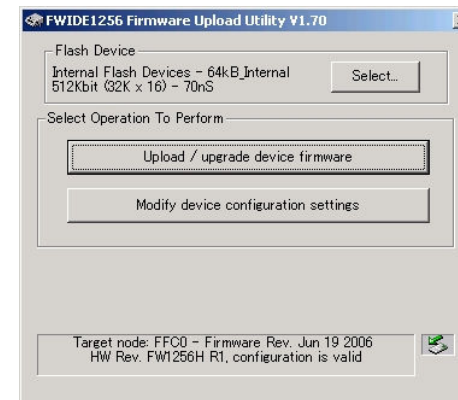 FWIDE1256 Firmware Upload Utility V1.70
Flash Device
Internal Flash Devices - 64kB_Internal
512Kbit (32K x 16) - 70nS
Select...
Select Operation To Perform
Upload / upgrade device firmware
Modify device configuration settings
Target node: FFC0 - Firmware Rev. Jun 19 2006
HW Rev. FW1256H R1, configuration is valid